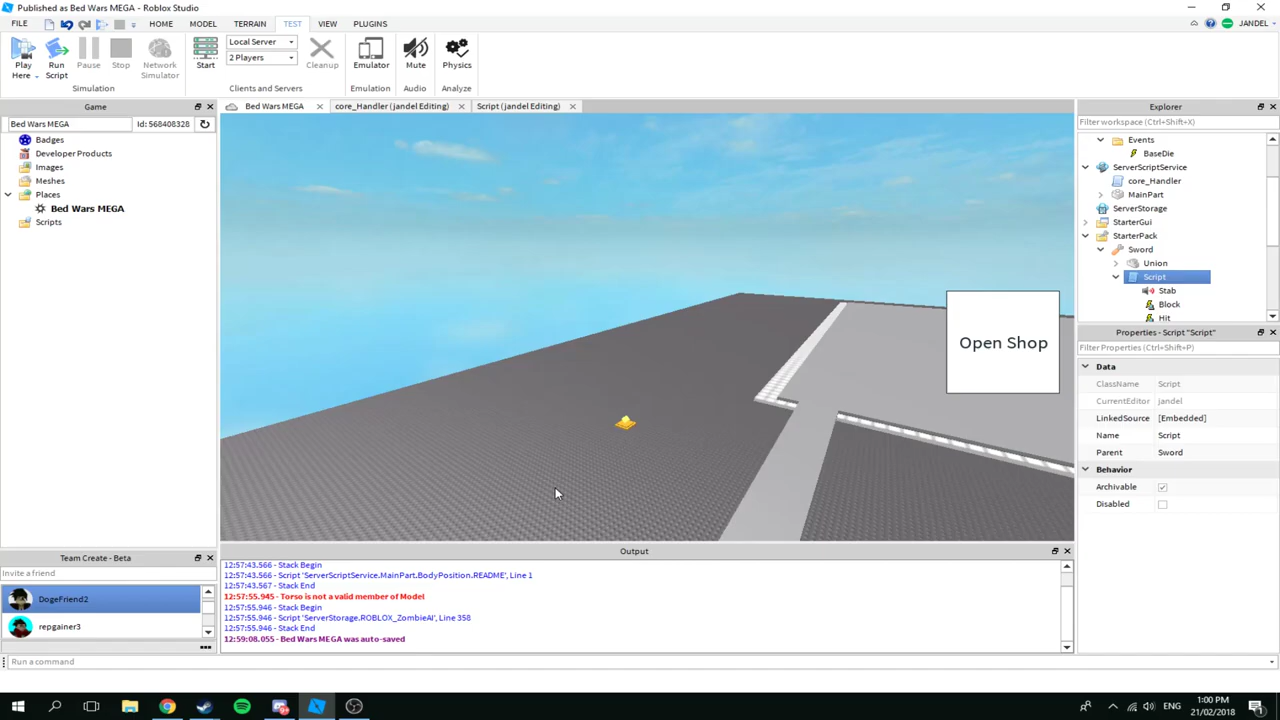 Published as Bed Wars MEGA - Roblox Studio
FILE HOME MODEL TERRAIN TEST VIEW PLUGINS JANDEL
Play Here
Run Script
Pause
Stop
Network Simulator
Simulation
Start
Local Server
2 Players
Cleanup
Clients and Servers
Emulator
Emulation
Mute
Audio
Physics
Analyze
Game
Bed Wars MEGA Id: 568408328
Badges
Developer Products
Images
Meshes
Places
Bed Wars MEGA
Scripts
Team Create - Beta
Invite a friend
DogeFriend2
repgainer3
Bed Wars MEGA
core_Handler (jandel Editing)
Script (jandel Editing)
Open Shop
Output
12:57:43.566 - Stack Begin
12:57:43.566 - Script 'ServerScriptService.MainPart.BodyPosition.README', Line 1
12:57:43.567 - Stack End
12:57:55.945 - Torso is not a valid member of Model
12:57:55.946 - Stack Begin
12:57:55.946 - Script 'ServerStorage.ROBLOX_ZombieAI', Line 358
12:57:55.946 - Stack End
12:59:08.055 - Bed Wars MEGA was auto-saved
Explorer
Filter workspace (Ctrl+Shift+X)
Events
BaseDie
ServerScriptService
core_Handler
MainPart
ServerStorage
StarterGui
StarterPack
Sword
Union
Script
Stab
Block
Hit
Properties - Script "Script"
Filter Properties (Ctrl+Shift+P)
Data
ClassName Script
CurrentEditor jandel
LinkedSource [Embedded]
Name Script
Parent Sword
Behavior
Archivable
Disabled
Run a command
ENG
1:00 PM
21/02/2018